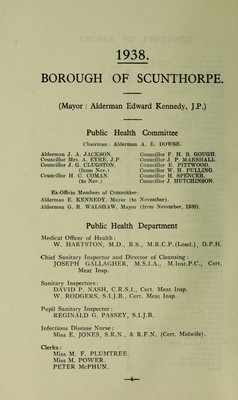 1938.
BOROUGH OF SCUNTHORPE.
(Mayor : Alderman Edward Kennedy, J.P.)
Public Health Committee
Chairman: Alderman A. E. DOWSE.
Alderman J. A. JACKSON. Councillor F. H. B. GOUGH.
Councillor Mrs. A. EYRE, J.P. Councillor J. P. MARSHALL.
Councillor J. G. CLUGSTON. Councillor E. PITTWOOD.
(from Nov.) Councillor W. H. PULLING.
Councillor H. C. COMAN. Councillor H. SPENCER.
(to Nov.) Councillor J. HUTCHINSON.
Ex-Officio Members of Committee:
Alderman E. KENNEDY, Mayor (to November).
Alderman G. R. WALSHAW, Mayor (from November, 1938).
Public Health Department
Medical Officer of Health:
W. HARTSTON, M.D., B.S., M.R.C.P.(Lond.), D.P.H.
Chief Sanitary Inspector and Director of Cleansing:
JOSEPH GALLAGHER, M.S.I.A., M.Inst.P.C., Cert.
Meat Insp.
Sanitary Inspectors:
DAVID P. NASH, C.R.S.I., Cert. Meat Insp.
W. RODGERS, S.I.J.B., Cert. Meat Insp.
Pupil Sanitary Inspector:
REGINALD G. PASSEY, S.I.J.B.
Infectious Disease Nurse:
Miss E. JONES, S.R.N., & R.F.N. (Cert. Midwife).
Clerks:
Miss M. F. PLUMTREE.
Miss M. POWER.
PETER McPHUN.